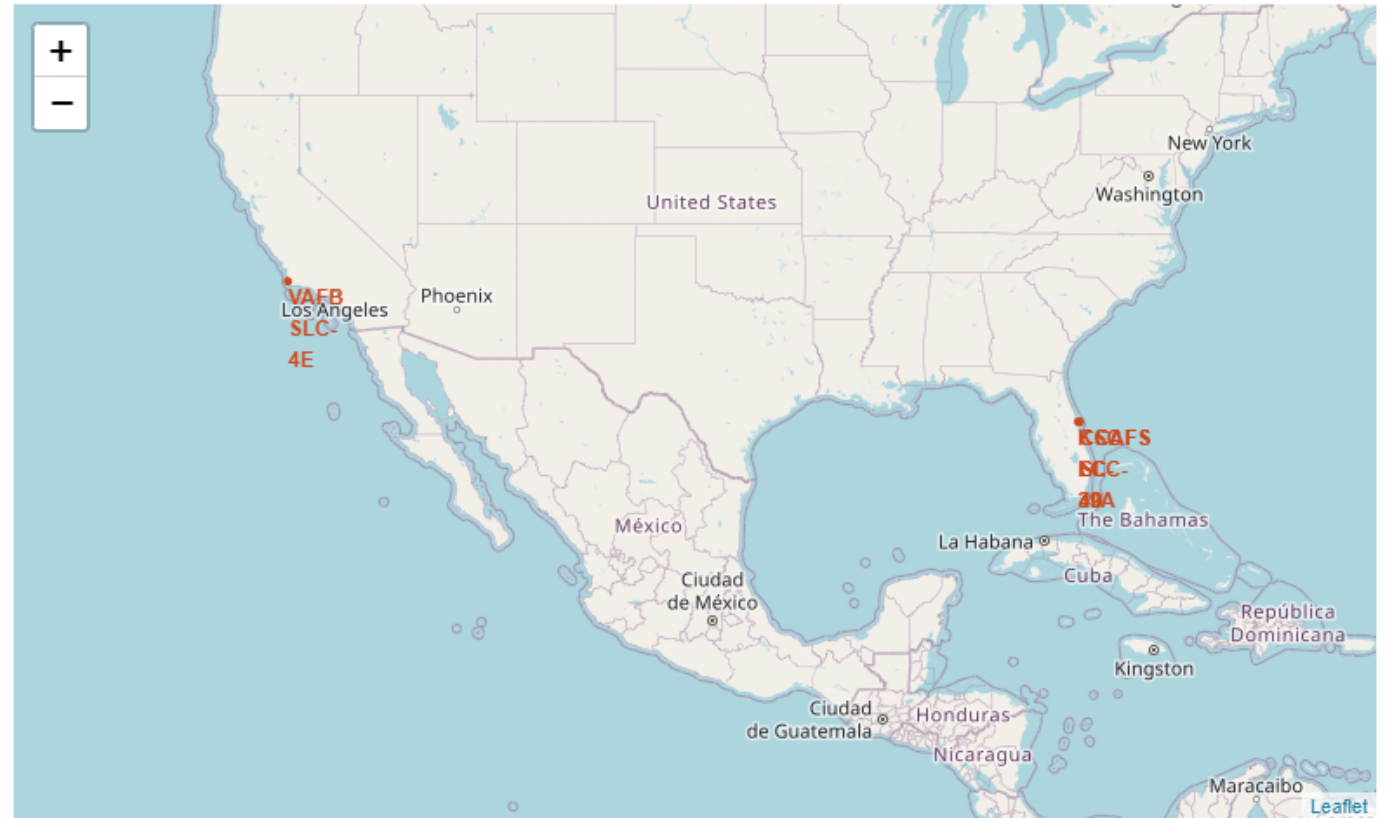 +
−
New York
Washington
United States
VAFB
Los Angeles
SLC-
4E
Phoenix
México
The Bahamas
La Habana
Cuba
Ciudad
de México
República
Dominicana
Kingston
Ciudad
de Guatemala
Honduras
Nicaragua
Maracaibo
Leaflet